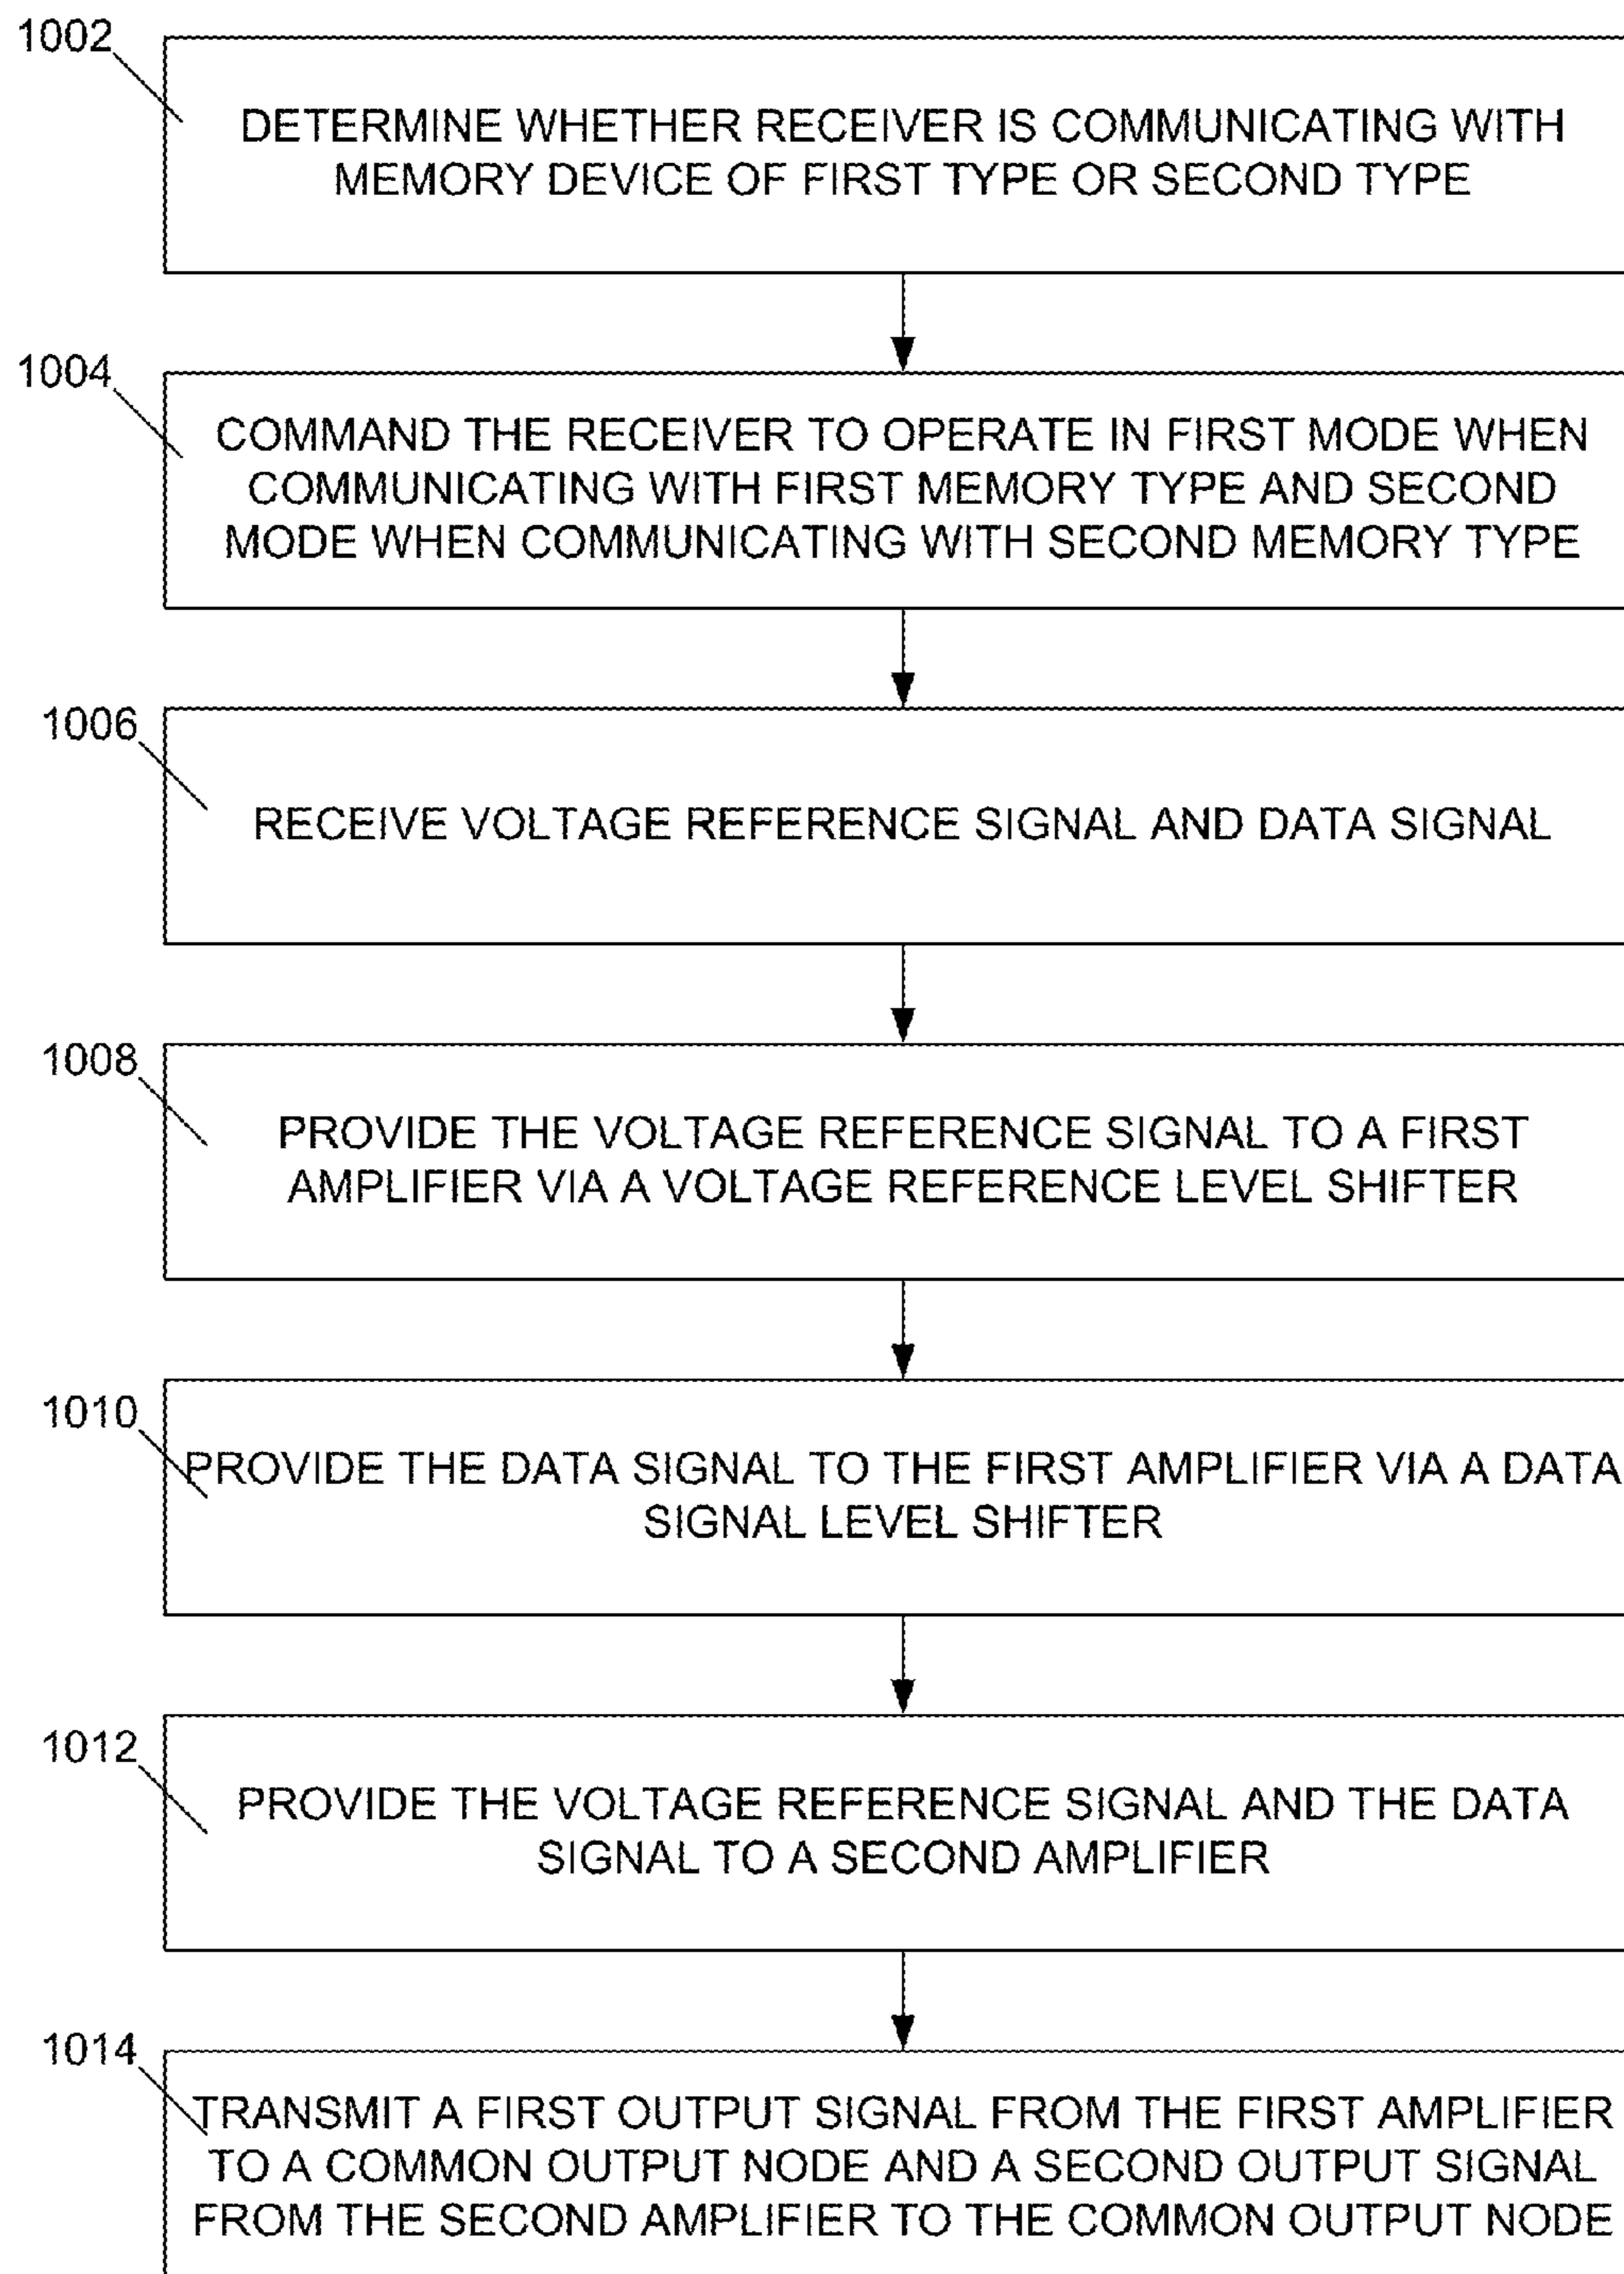 1002
DETERMINE WHETHER RECEIVER IS COMMUNICATING WITH
MEMORY DEVICE OF FIRST TYPE OR SECOND TYPE
1004
COMMAND THE RECEIVER TO OPERATE IN FIRST MODE WHEN
COMMUNICATING WITH FIRST MEMORY TYPE AND SECOND
MODE WHEN COMMUNICATING WITH SECOND MEMORY TYPE
1006
RECEIVE VOLTAGE REFERENCE SIGNAL AND DATA SIGNAL
1008
PROVIDE THE VOLTAGE REFERENCE SIGNAL TO A FIRST
AMPLIFIER VIA A VOLTAGE REFERENCE LEVEL SHIFTER
1010
PROVIDE THE DATA SIGNAL TO THE FIRST AMPLIFIER VIA A DATA
SIGNAL LEVEL SHIFTER
1012
PROVIDE THE VOLTAGE REFERENCE SIGNAL AND THE DATA
SIGNAL TO A SECOND AMPLIFIER
1014
TRANSMIT A FIRST OUTPUT SIGNAL FROM THE FIRST AMPLIFIER
TO A COMMON OUTPUT NODE AND A SECOND OUTPUT SIGNAL
FROM THE SECOND AMPLIFIER TO THE COMMON OUTPUT NODE